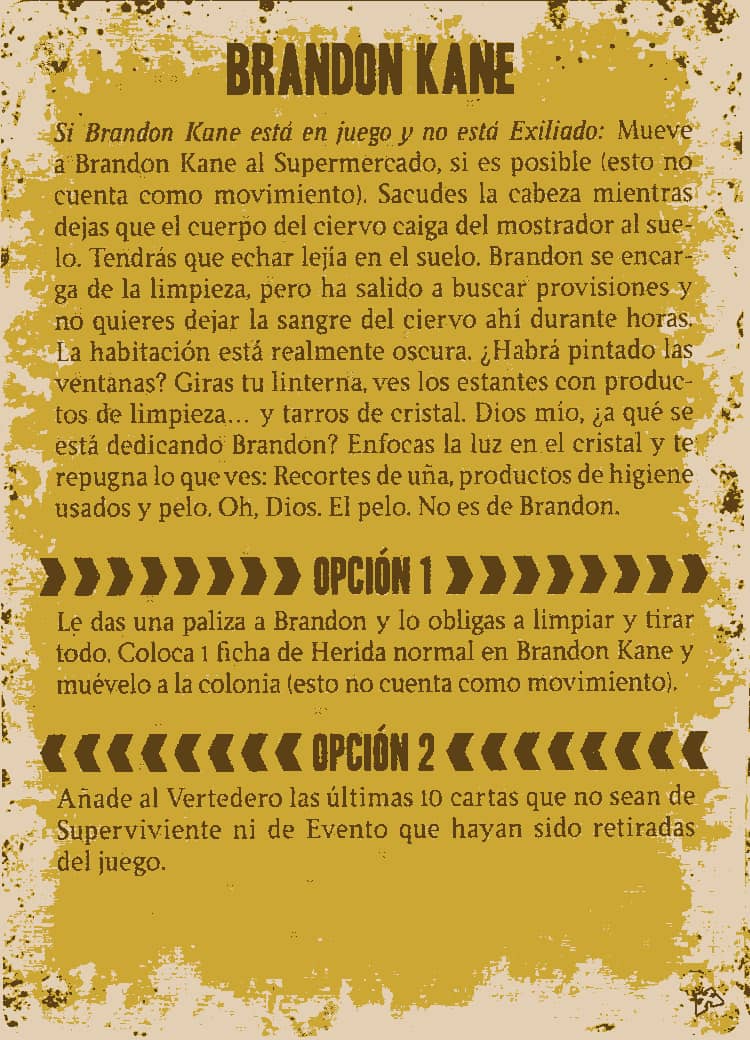 BRANDON KANE
Si Brandon Kane está en juego y no está Exiliado: Mueve
a Brandon Kane al Supermercado, si es posible (esto no
cuenta como movimiento). Sacudes la cabeza mientras
dejas que el cuerpo del ciervo caiga del mostrador al sue-
lo. Tendrás que echar lejía en el suelo. Brandon se encar-
ga de la limpieza, pero ha salido a buscar provisiones y
no quieres dejar la sangre del ciervo ahí durante horas.
La habitación está realmente oscura. ¿Habrá pintado las
ventanas? Giras tu linterna, ves los estantes con produc-
tos de limpieza... y tarros de cristal. Dios mío, ¿a qué se
está dedicando Brandon? Enfocas la luz en el cristal y te
repugna lo que ves: Recortes de uña, productos de higiene
usados y pelo. Oh, Dios. El pelo. No es de Brandon.
OPCIÓN 1
Le das una paliza a Brandon y lo obligas a limpiar y tirar
todo. Coloca 1 ficha de Herida normal en Brandon Kane y
muévelo a la colonia (esto no cuenta como movimiento).
OPCIÓN 2
Añade al Vertedero las últimas 10 cartas que no sean de
Superviviente ni de Evento que hayan sido retiradas
del juego.